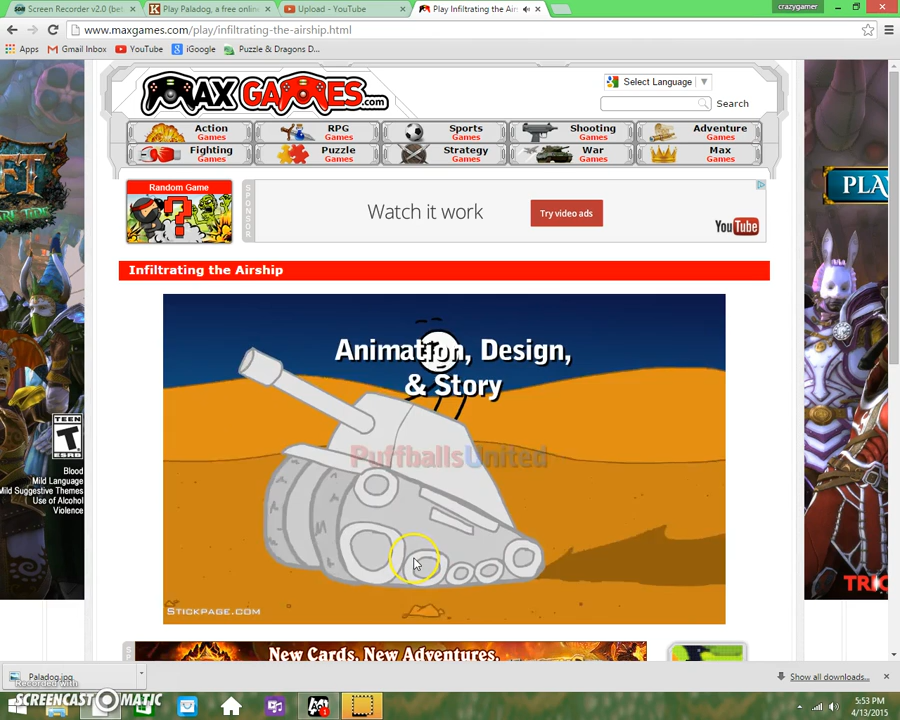 Screen Recorder v2.0 (bet
Play Paladog, a free onlin
Upload - YouTube
Play Infiltrating the Air
crazygamer
www.maxgames.com/play/infiltrating-the-airship.html
Apps
Gmail Inbox
YouTube
iGoogle
Puzzle & Dragons D...
MAX GAMES.com
Select Language
Search
Action Games
RPG Games
Sports Games
Shooting Games
Adventure Games
Fighting Games
Puzzle Games
Strategy Games
War Games
Max Games
Random Game
SPONSOR
Watch it work
Try video ads
YouTube
PLA
Infiltrating the Airship
Animation, Design,
& Story
PuffballsUnited
STICKPAGE.COM
TEEN
T
ESRB
Blood
Mild Language
Mild Suggestive Themes
Use of Alcohol
Violence
New Cards. New Adventures.
Paladog.jpg
Show all downloads...
Recorded with
SCREENCAST-O-MATIC
5:53 PM
4/13/2015